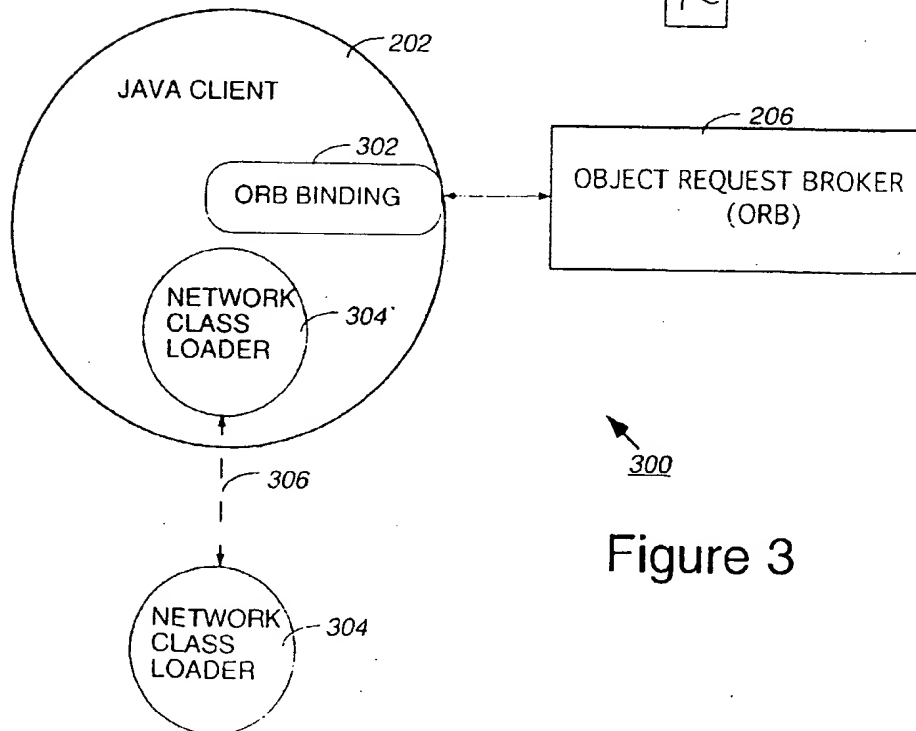 202
JAVA CLIENT
206
302
ORB BINDING
OBJECT REQUEST BROKER
(ORB)
NETWORK
CLASS
LOADER
304'
300
306
Figure 3
NETWORK
CLASS
LOADER
304